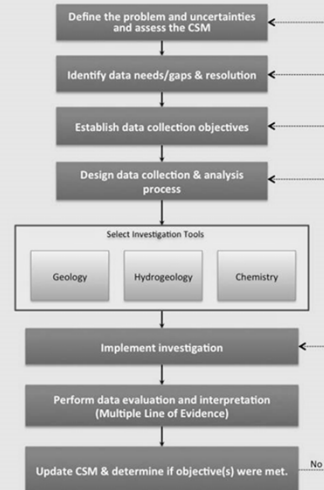 Define the problem and uncertainties
and assess the CSM
Identify data needs/gaps & resolution
Establish data collection objectives
Design data collection & analysis
process
Select Investigation Tools
Geology
Hydrogeology
Chemistry
Implement investigation
Perform data evaluation and interpretation
(Multiple Line of Evidence)
Update CSM & determine if objective(s) were met.
No